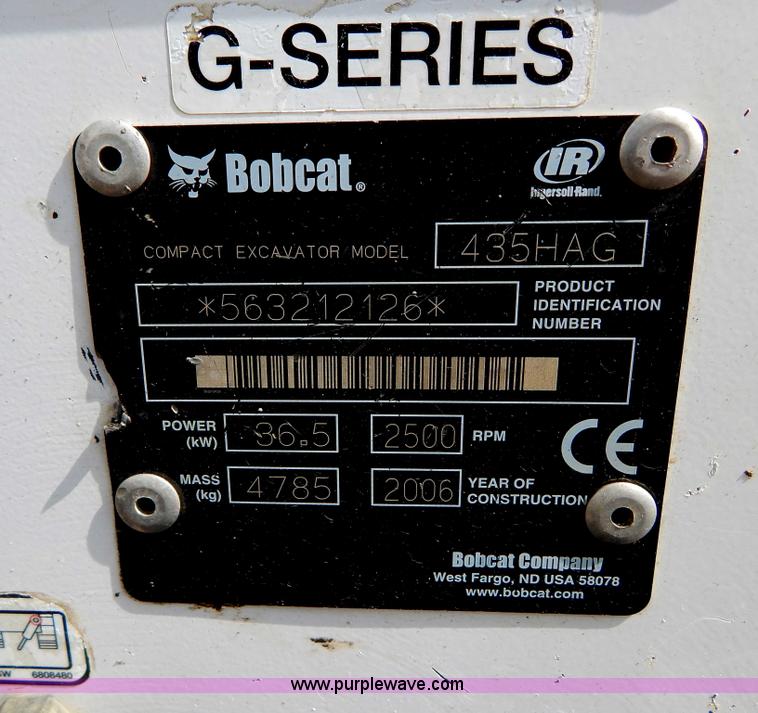 G-SERIES
Bobcat®
IR
Ingersoll-Rand.
COMPACT EXCAVATOR MODEL 435HAG
*563212126* PRODUCT
IDENTIFICATION
NUMBER
POWER
(kW) 36.5 2500 RPM
CE
MASS
(kg) 4785 2006 YEAR OF
CONSTRUCTION
Bobcat Company
West Fargo, ND USA 58078
www.bobcat.com
6808480
www.purplewave.com